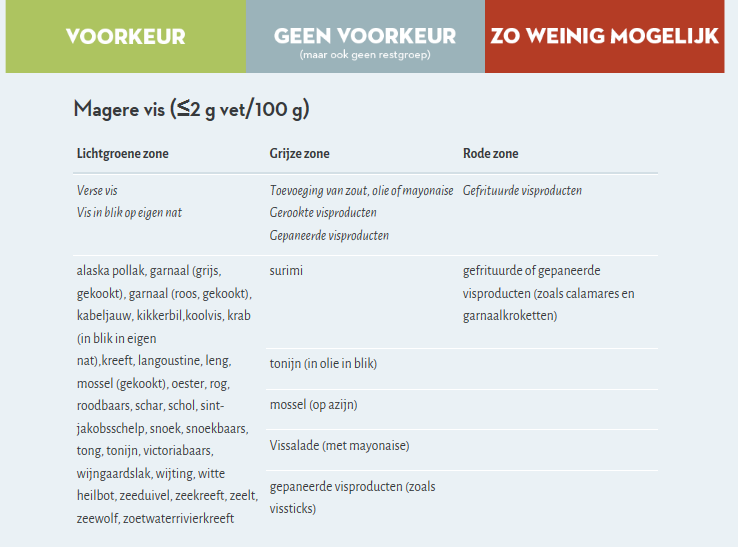 VOORKEUR
GEEN VOORKEUR
(maar ook geen restgroep)
ZO WEINIG MOGELIJK
Magere vis (≤2 g vet/100 g)
Lichtgroene zone
Grijze zone
Rode zone
Verse vis
Vis in blik op eigen nat
Toevoeging van zout, olie of mayonaise
Gerookte visproducten
Gepaneerde visproducten
Gefrituurde visproducten
alaska pollak, garnaal (grijs,
gekookt), garnaal (roos, gekookt),
kabeljauw, kikkerbil,koolvis, krab
(in blik in eigen
nat),kreeft, langoustine, leng,
mossel (gekookt), oester, rog,
roodbaars, schar, schol, sint-
jakobsschelp, snoek, snoekbaars,
tong, tonijn, victoriabaars,
wijngaardslak, wijting, witte
heilbot, zeeduivel, zeekreeft, zeelt,
zeewolf, zoetwaterrivierkreeft
surimi
tonijn (in olie in blik)
mossel (op azijn)
Vissalade (met mayonaise)
gepaneerde visproducten (zoals
vissticks)
gefrituurde of gepaneerde
visproducten (zoals calamares en
garnaalkroketten)